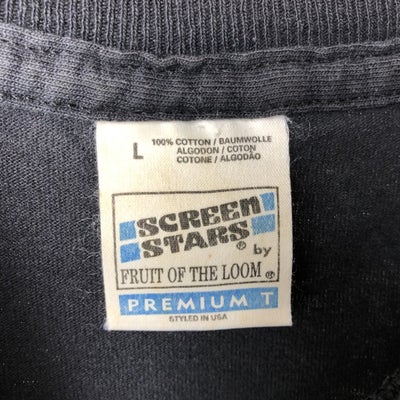 L
100% COTTON / BAUMWOLLE
ALGODON / COTON
COTONE / ALGODÃO
SCREEN
STARS® by
FRUIT OF THE LOOM®
PREMIUM T
STYLED IN USA